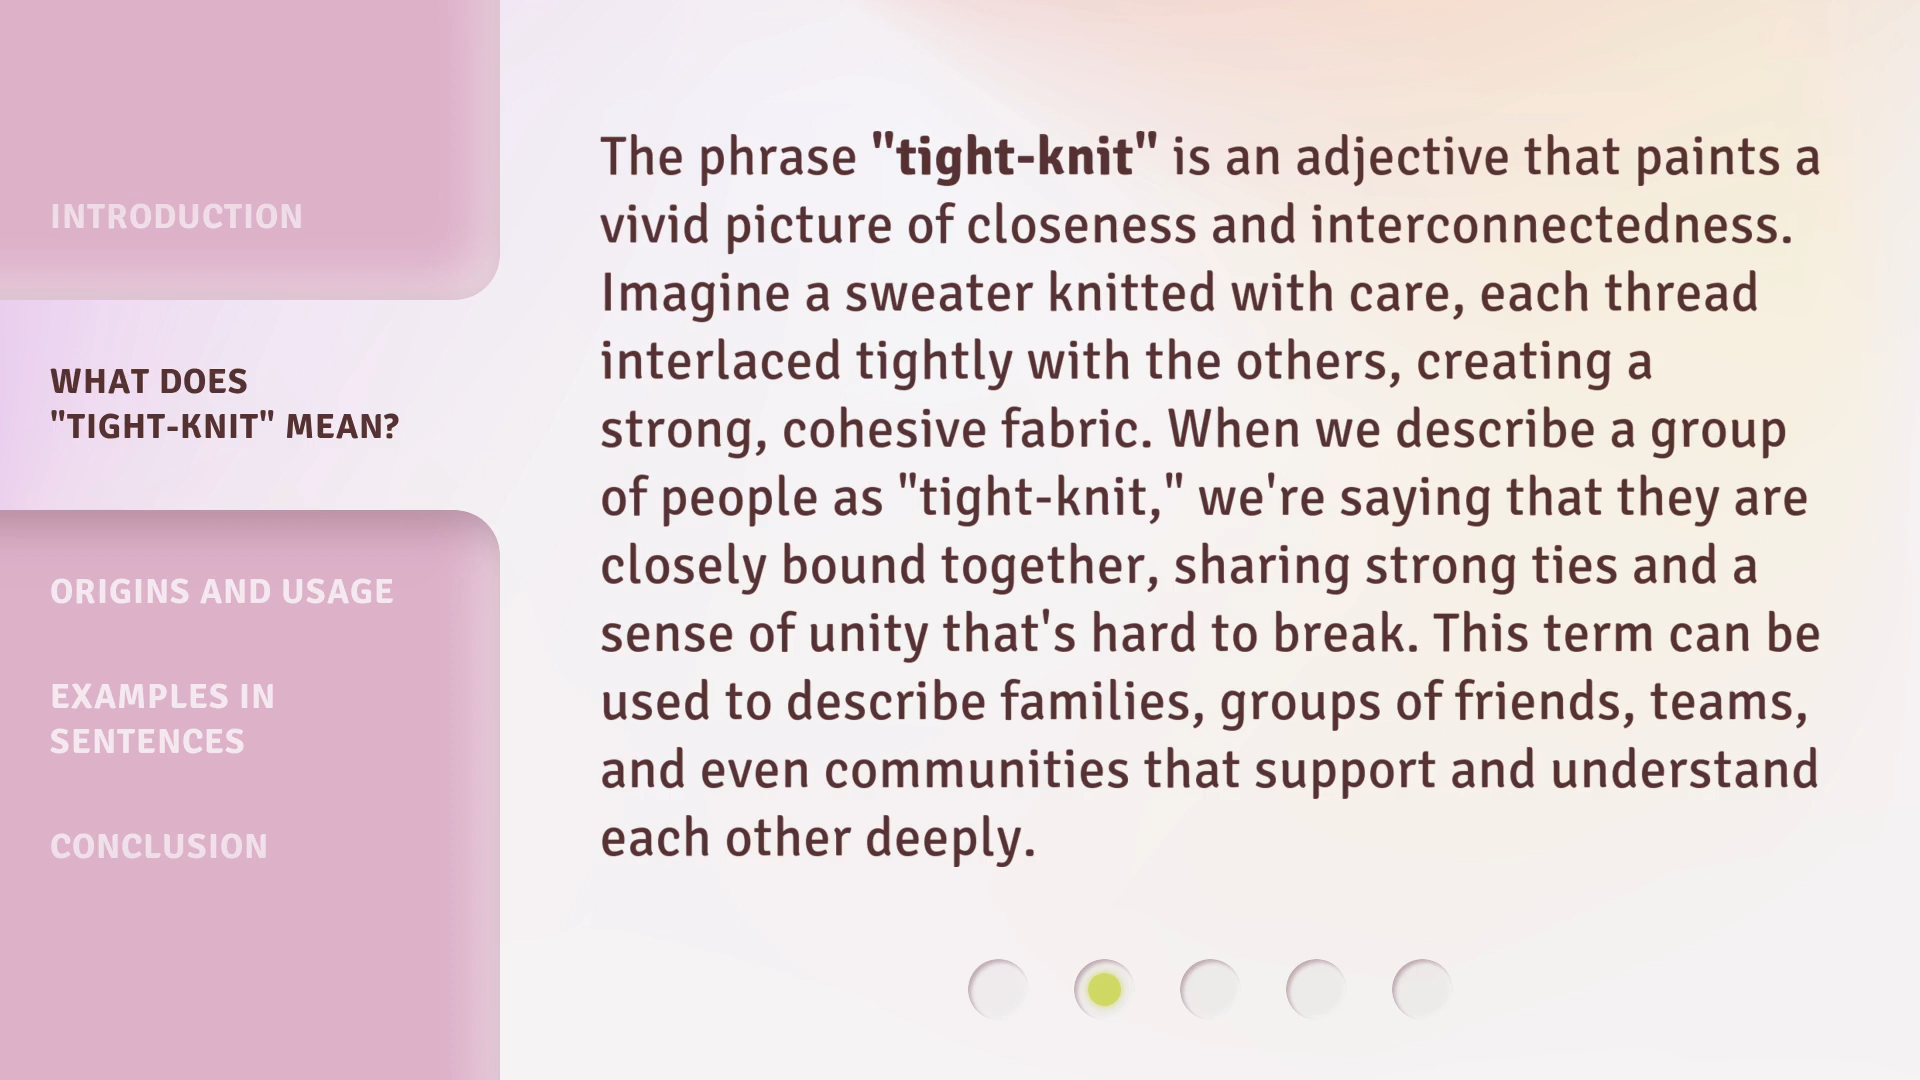 INTRODUCTION
WHAT DOES
"TIGHT-KNIT" MEAN?
ORIGINS AND USAGE
EXAMPLES IN
SENTENCES
CONCLUSION
The phrase "tight-knit" is an adjective that paints a
vivid picture of closeness and interconnectedness.
Imagine a sweater knitted with care, each thread
interlaced tightly with the others, creating a
strong, cohesive fabric. When we describe a group
of people as "tight-knit," we're saying that they are
closely bound together, sharing strong ties and a
sense of unity that's hard to break. This term can be
used to describe families, groups of friends, teams,
and even communities that support and understand
each other deeply.